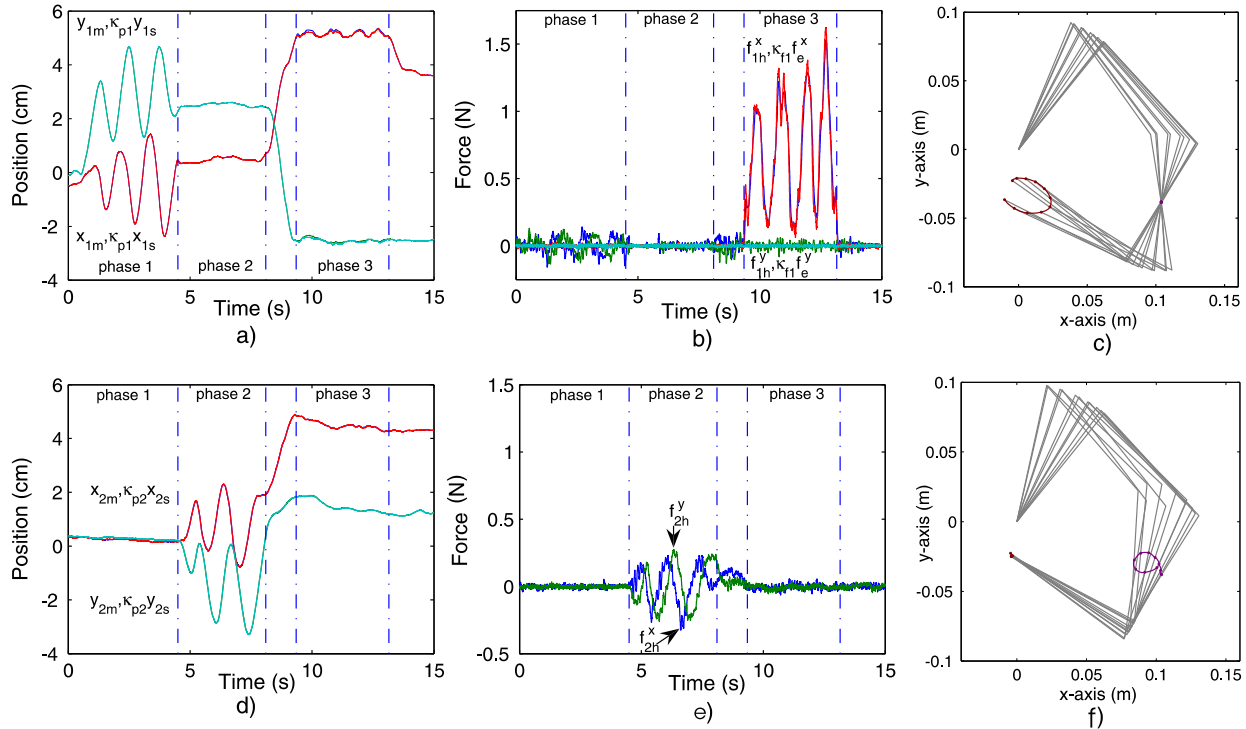 y1m,κp1y1s
x1m,κp1x1s
phase 1
phase 2
phase 3
6
4
2
0
−2
−4
Position (cm)
0
5
10
15
Time (s)
a)
phase 1
phase 2
phase 3
f1h^x,κf1fe^x
f1h^y,κf1fe^y
1.5
1
0.5
0
Force (N)
0
5
10
15
Time (s)
b)
0.1
0.05
0
−0.05
−0.1
y-axis (m)
0
0.05
0.1
0.15
x-axis (m)
c)
phase 1
phase 2
phase 3
x2m,κp2x2s
y2m,κp2y2s
6
4
2
0
−2
−4
Position (cm)
0
5
10
15
Time (s)
d)
phase 1
phase 2
phase 3
f2h^y
f2h^x
1.5
1
0.5
0
−0.5
Force (N)
0
5
10
15
Time (s)
e)
0.1
0.05
0
−0.05
−0.1
y-axis (m)
0
0.05
0.1
0.15
x-axis (m)
f)